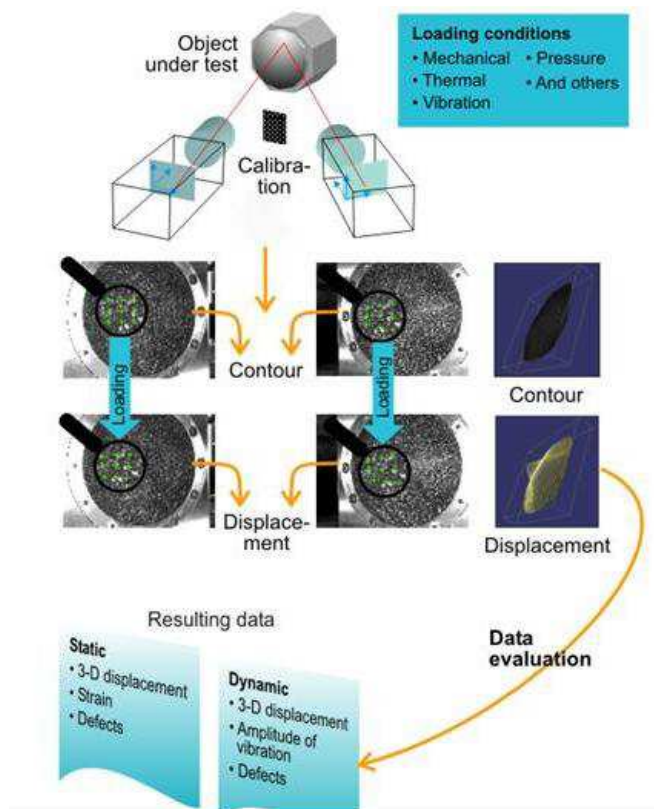 Object
under test
Loading conditions
• Mechanical
• Thermal
• Vibration
• Pressure
• And others
Calibra-
tion
Loading
Contour
Loading
Contour
Loading
Displace-
ment
Displacement
Resulting data
Data
evaluation
Static
• 3-D displacement
• Strain
• Defects
Dynamic
• 3-D displacement
• Amplitude of
vibration
• Defects